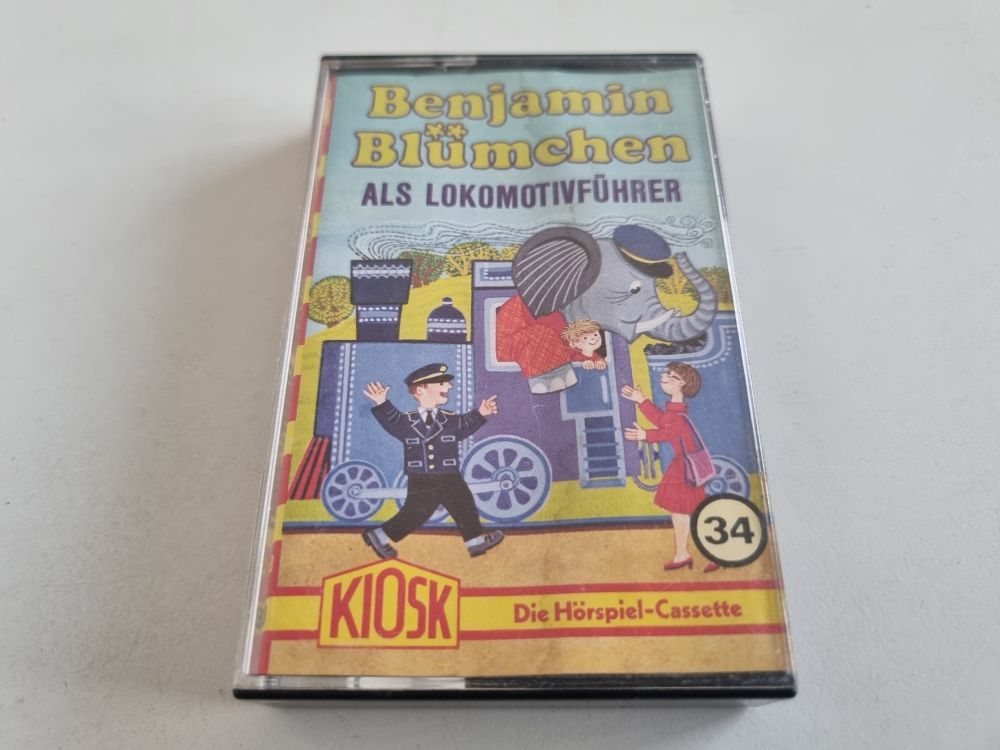 Benjamin
Blümchen
ALS LOKOMOTIVFÜHRER
34
KIOSK
Die Hörspiel-Cassette